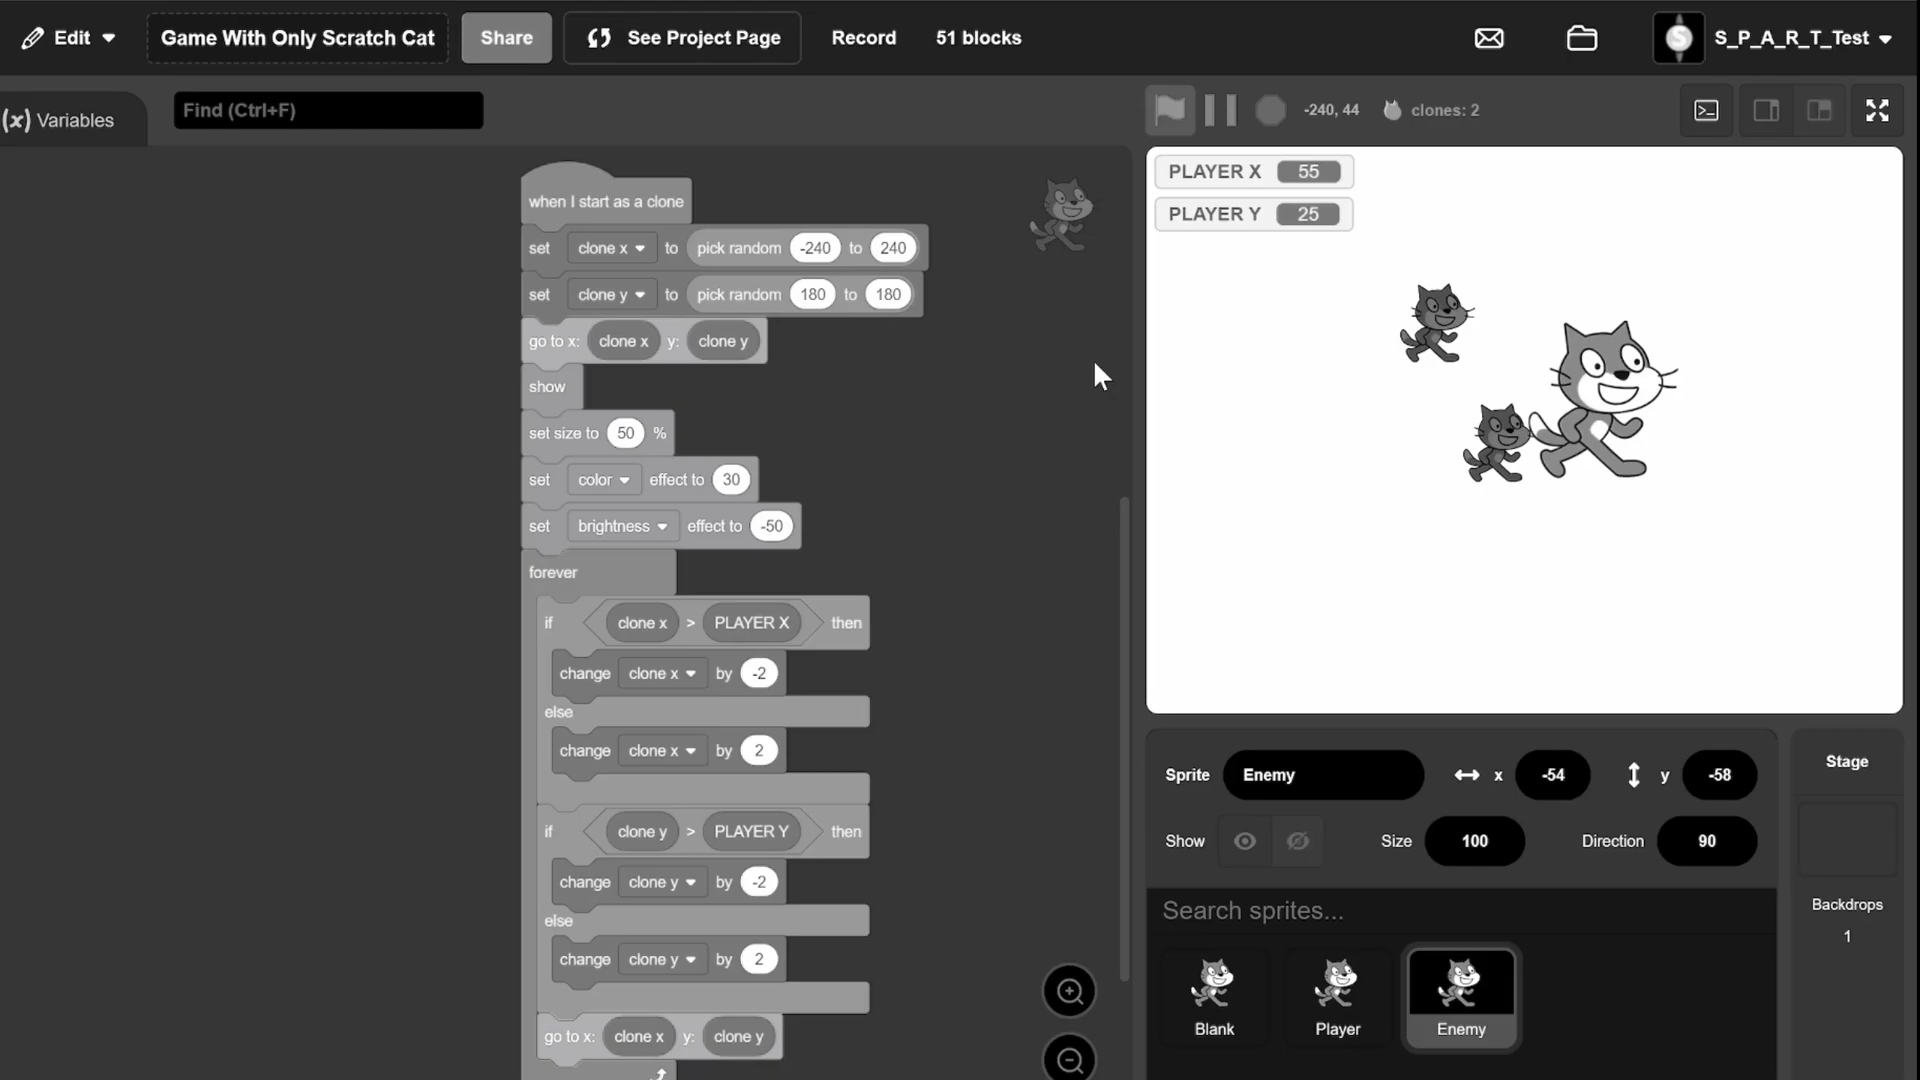 Edit
Game With Only Scratch Cat
Share
See Project Page
Record
51 blocks
S
S_P_A_R_T_Test
(x) Variables
Find (Ctrl+F)
-240, 44
clones: 2
when I start as a clone
set clone x to pick random -240 to 240
set clone y to pick random 180 to 180
go to x: clone x y: clone y
show
set size to 50 %
set color effect to 30
set brightness effect to -50
forever
if clone x > PLAYER X then
change clone x by -2
else
change clone x by 2
if clone y > PLAYER Y then
change clone y by -2
else
change clone y by 2
go to x: clone x y: clone y
PLAYER X 55
PLAYER Y 25
Sprite Enemy x -54 y -58
Show Size 100 Direction 90
Search sprites...
Blank
Player
Enemy
Stage
Backdrops
1